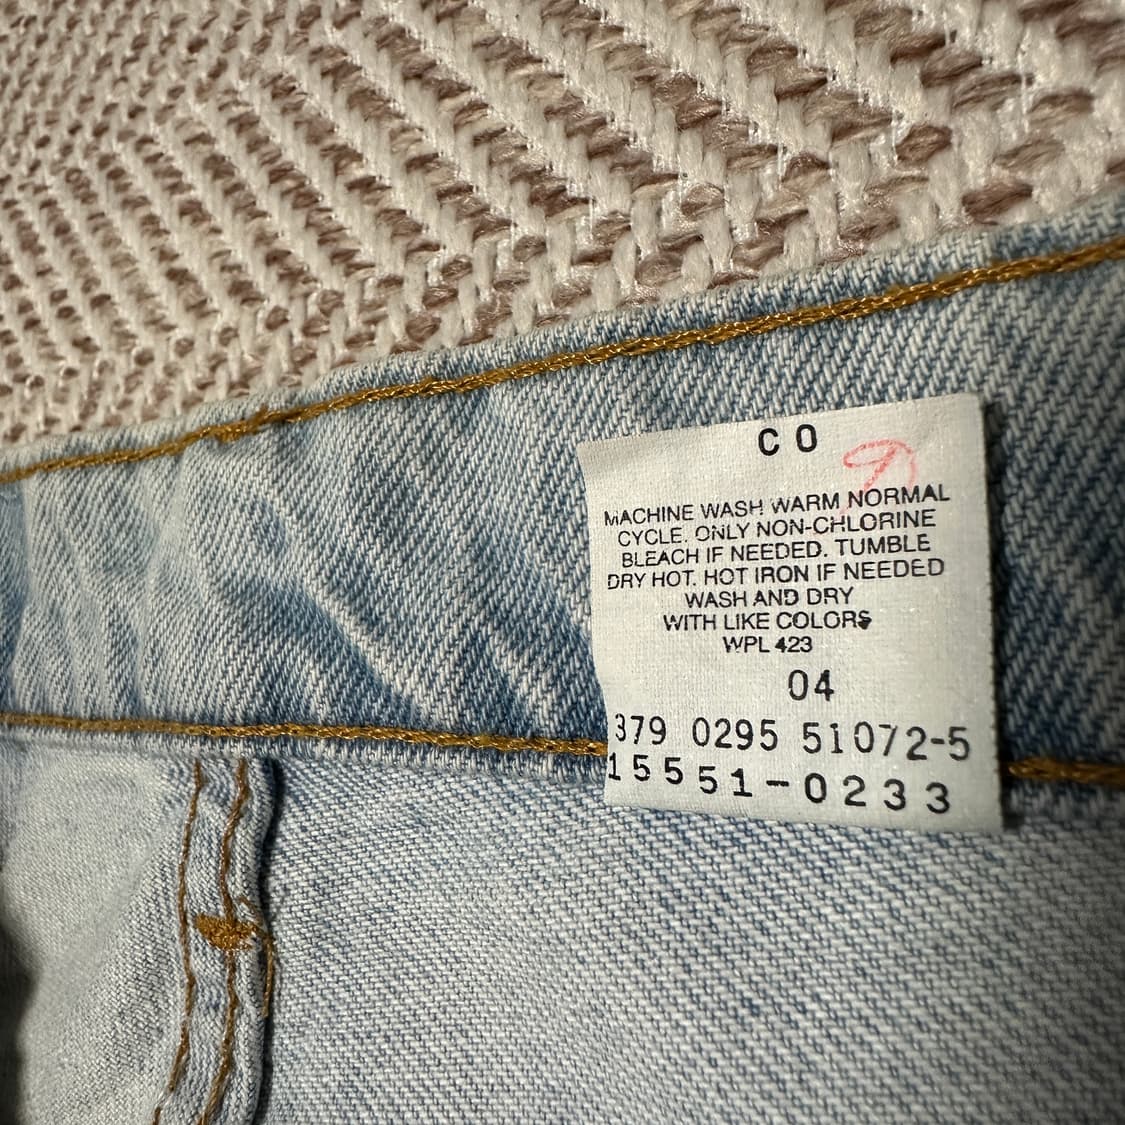 CO
MACHINE WASH WARM NORMAL
CYCLE. ONLY NON-CHLORINE
BLEACH IF NEEDED. TUMBLE
DRY HOT. HOT IRON IF NEEDED
WASH AND DRY
WITH LIKE COLORS
WPL 423
04
379 0295 51072-5
15551-0233